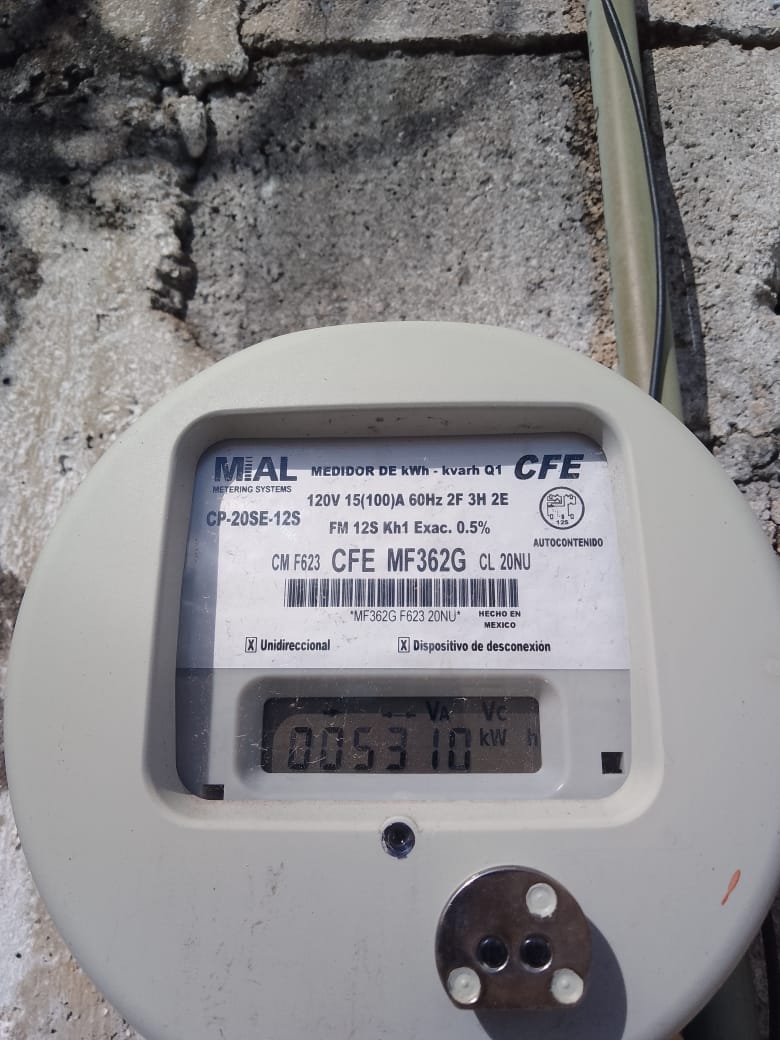 MIAL
METERING SYSTEMS
MEDIDOR DE kWh - kvarh Q1
CFE
120V 15(100)A 60Hz 2F 3H 2E
CP-20SE-12S
FM 12S Kh1 Exac. 0.5%
12S
AUTOCONTENIDO
CM F623 CFE MF362G CL 20NU
*MF362G F623 20NU*
HECHO EN
MEXICO
X Unidireccional
X Dispositivo de desconexión
VA VC
005310 kW h